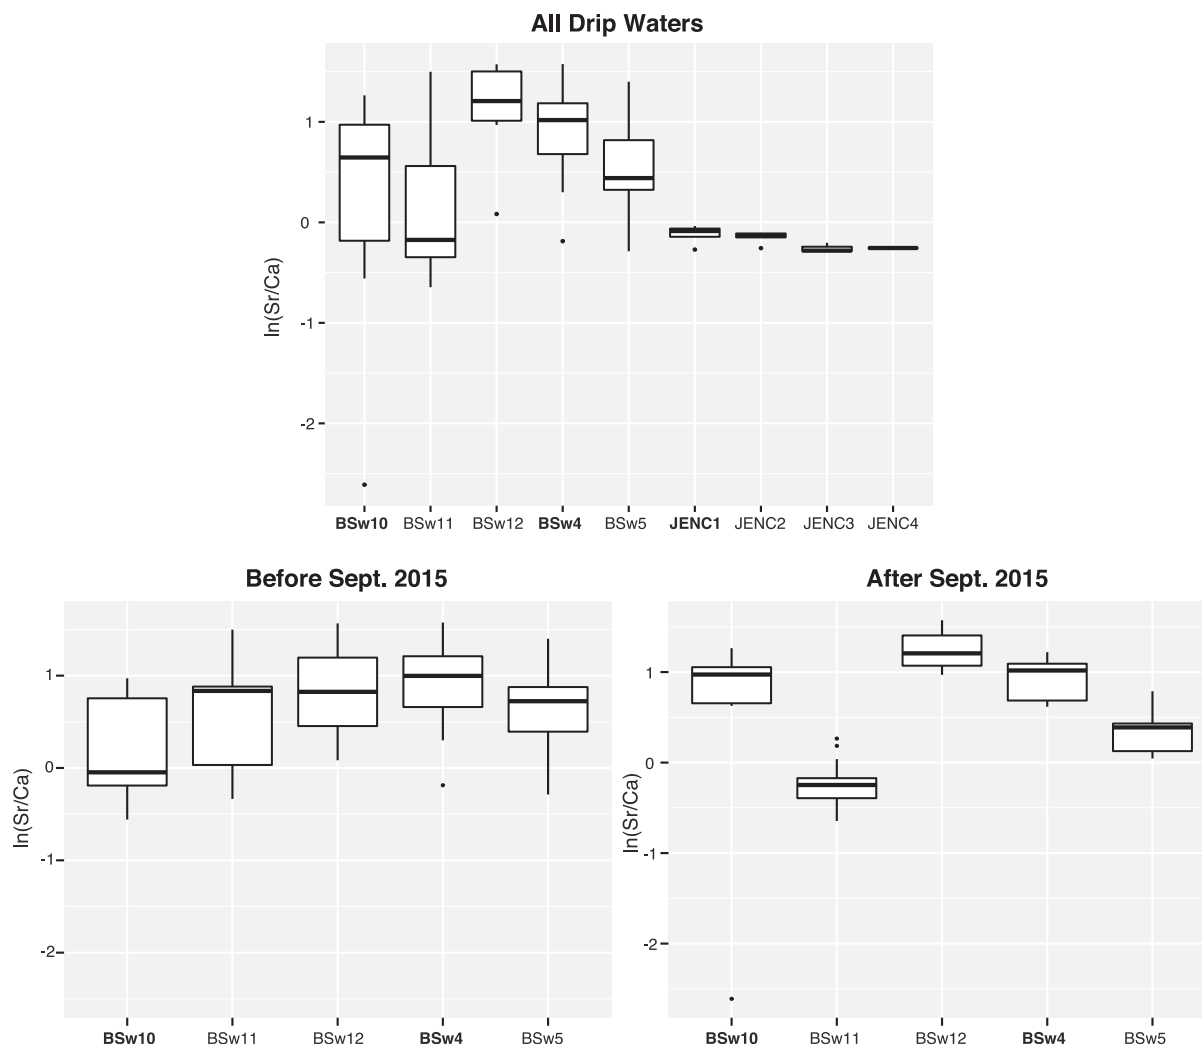 All Drip Waters
ln(Sr/Ca)
1
0
-1
-2
BSw10 BSw11 BSw12 BSw4 BSw5 JENC1 JENC2 JENC3 JENC4
Before Sept. 2015
ln(Sr/Ca)
1
0
-1
-2
BSw10 BSw11 BSw12 BSw4 BSw5
After Sept. 2015
ln(Sr/Ca)
1
0
-1
-2
BSw10 BSw11 BSw12 BSw4 BSw5